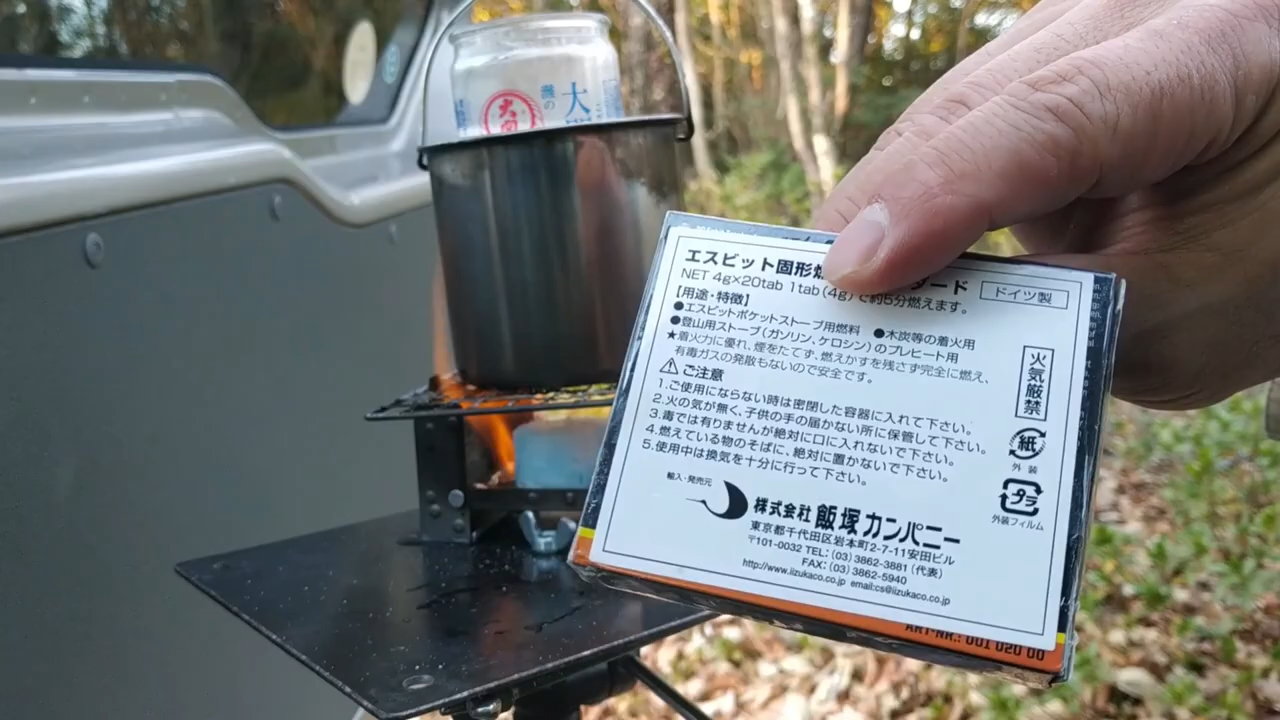 灘の
大
大関
エスビット固形 ード
ドイツ製
NET 4g×20tab 1tab(4g)で約5分燃えます。
【用途・特徴】
●エスビットポケットストーブ用燃料 ●木炭等の着火用
●登山用ストーブ(ガソリン、ケロシン)のプレヒート用
★着火力に優れ、煙をたてず、燃えかすを残さず完全に燃え、
有毒ガスの発散もないので安全です。
⚠ご注意
1.ご使用にならない時は密閉した容器に入れて下さい。
2.火の気が無く、子供の手の届かない所に保管して下さい。
3.毒では有りませんが絶対に口に入れないで下さい。
4.燃えている物のそばに、絶対に置かないで下さい。
5.使用中は換気を十分に行って下さい。
火気厳禁
紙
外装
プラ
外装フィルム
輸入・発売元
株式会社 飯塚カンパニー
東京都千代田区岩本町2-7-11安田ビル
〒101-0032 TEL:(03)3862-3881(代表)
FAX:(03)3862-5940
http://www.iizukaco.co.jp email:cs@iizukaco.co.jp
ART-NR.: 001 020 00